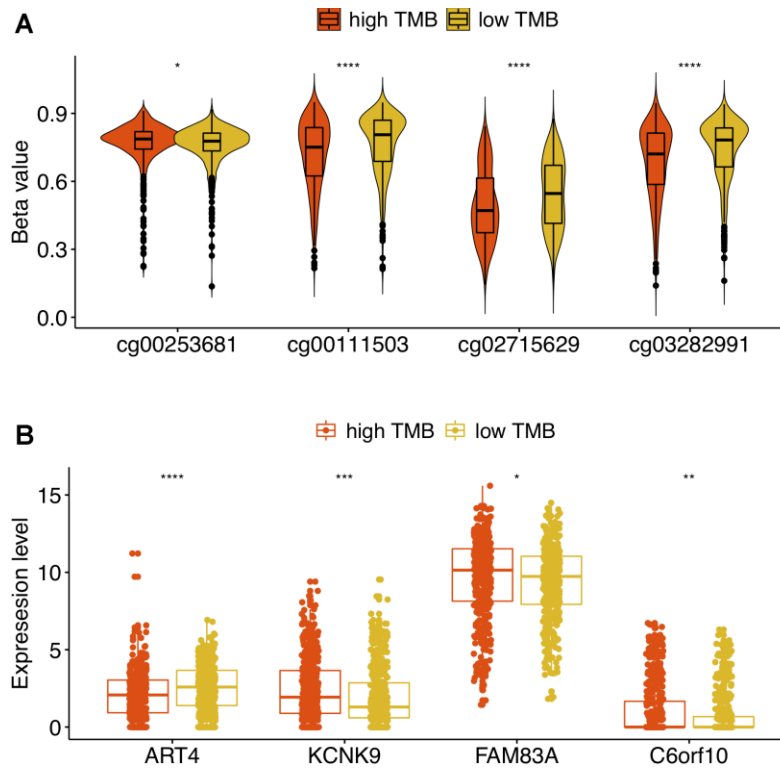 A
high TMB low TMB
* **** **** ****
Beta value
0.9
0.6
0.3
0.0
cg00253681 cg00111503 cg02715629 cg03282991
B
high TMB low TMB
**** *** * **
Expresesion level
15
10
5
0
ART4 KCNK9 FAM83A C6orf10